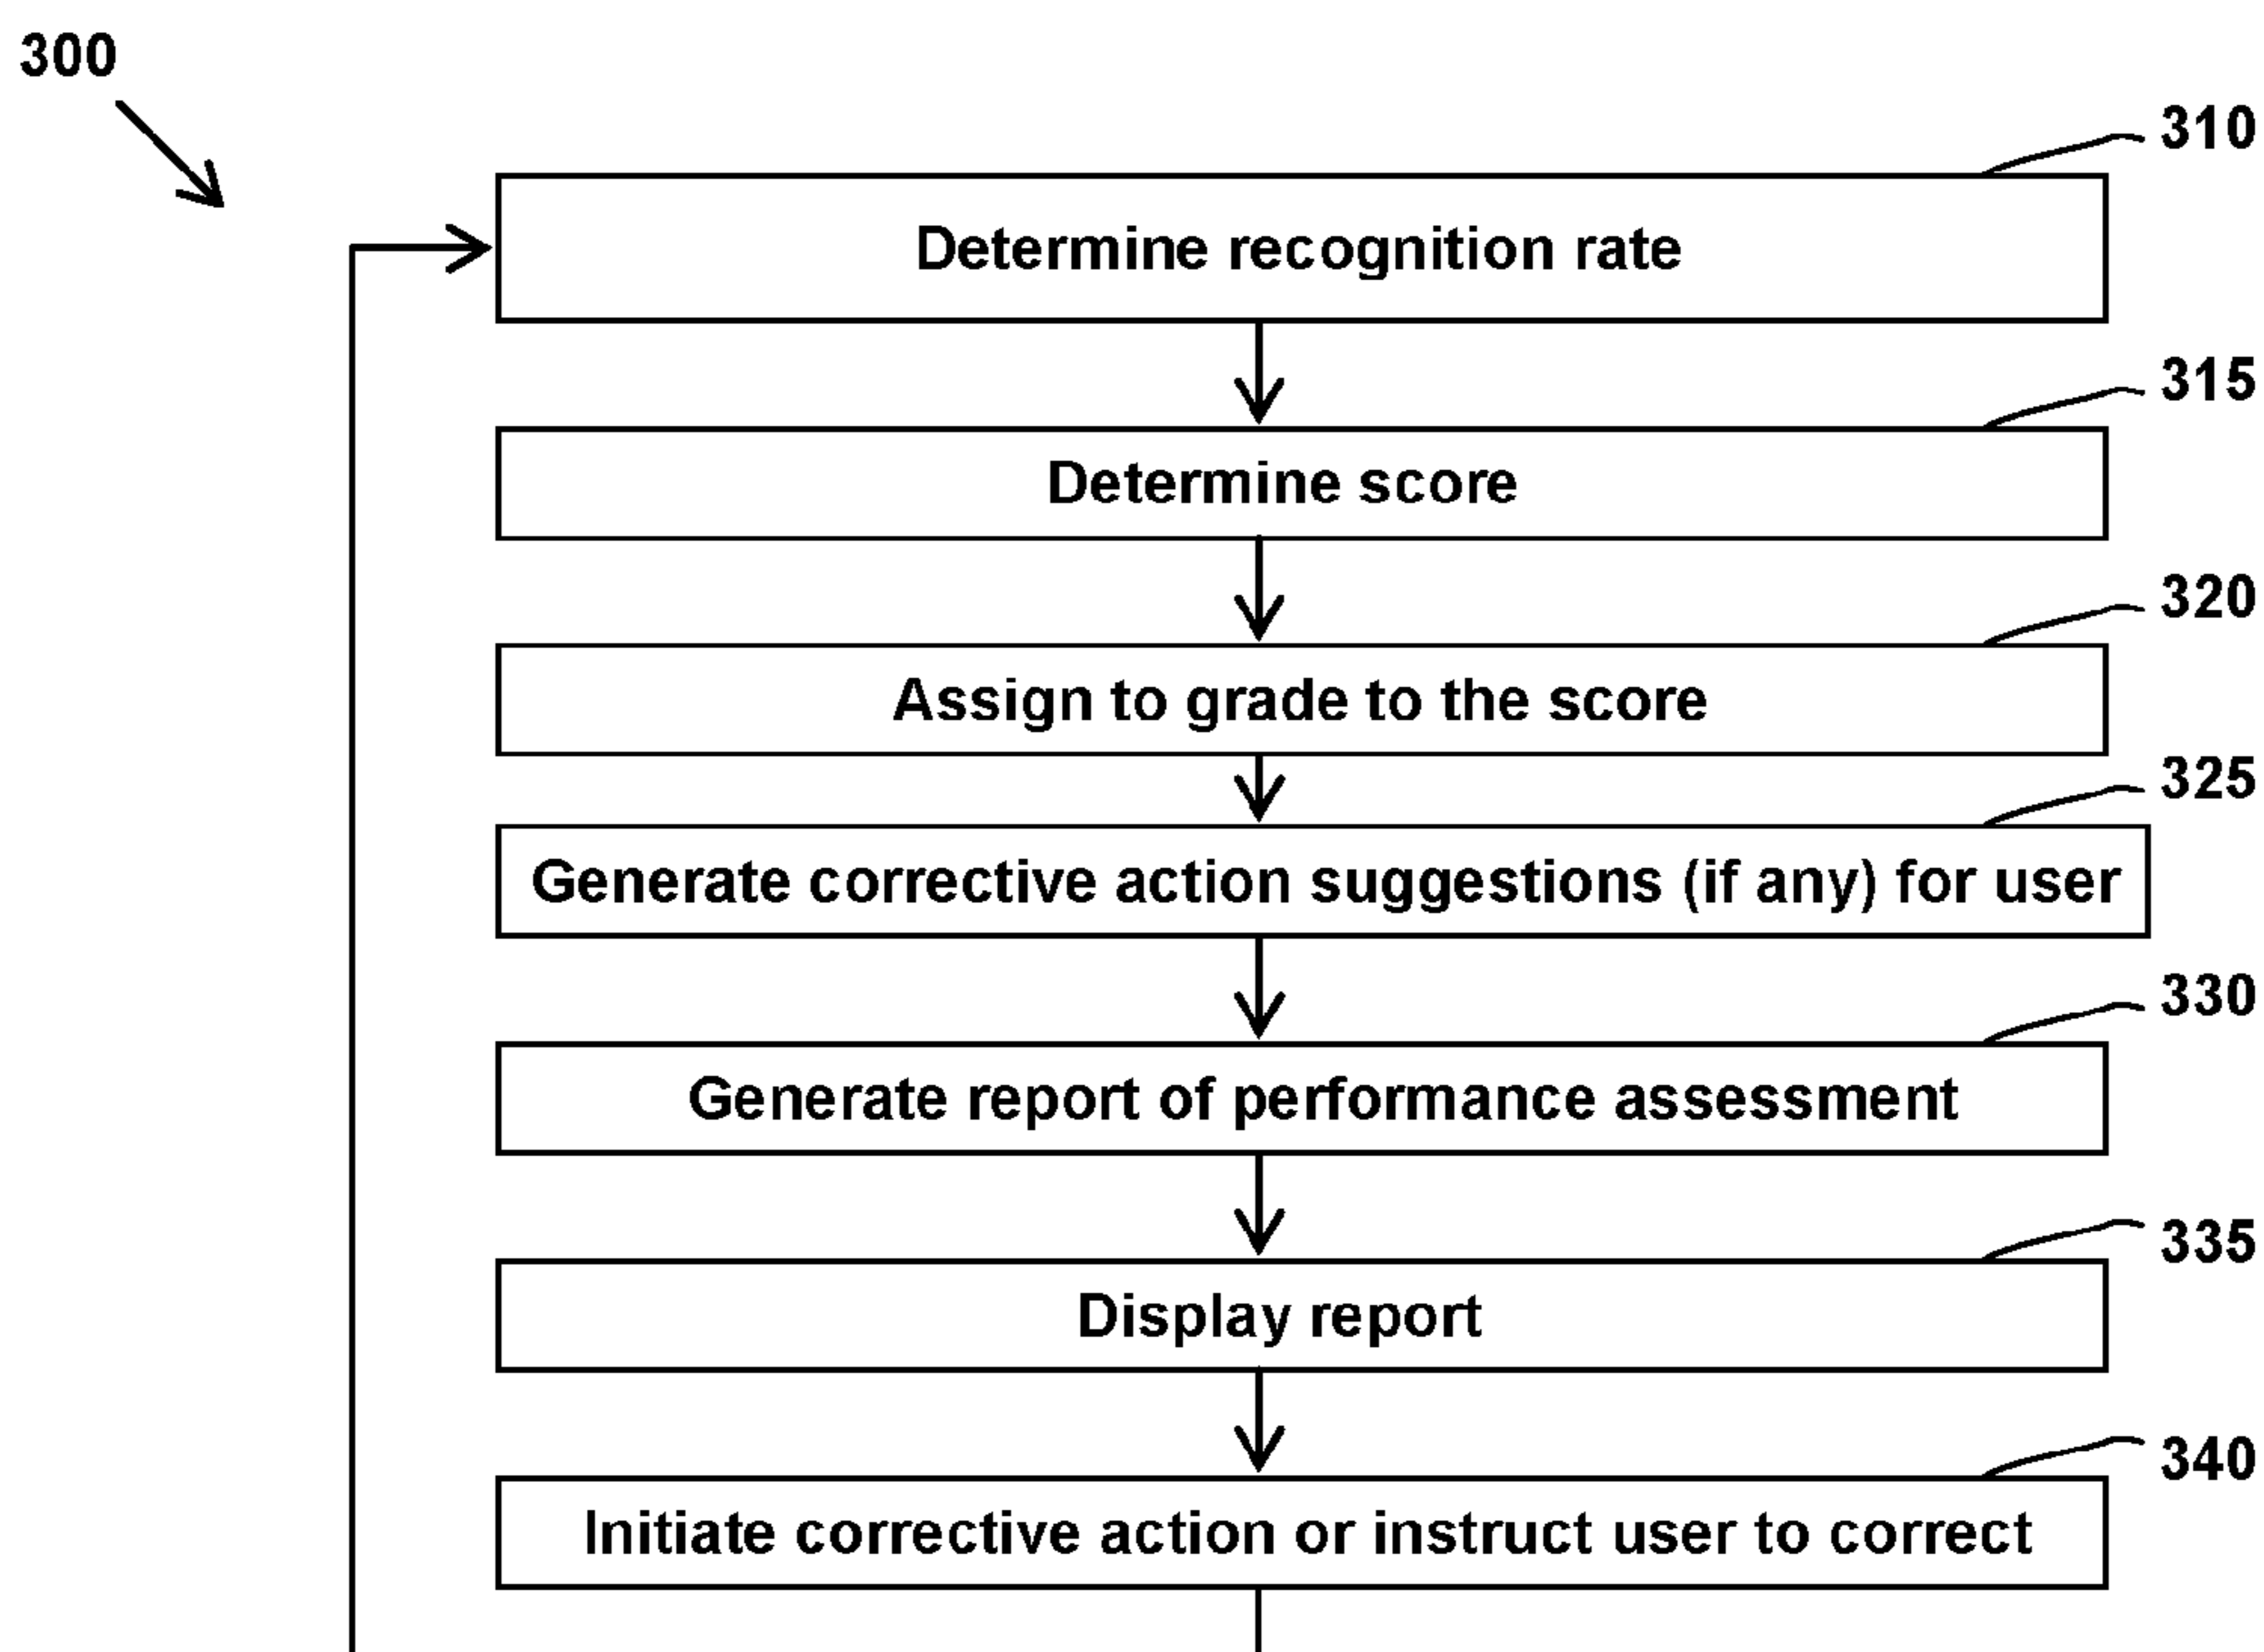 300
310
Determine recognition rate
315
Determine score
320
Assign to grade to the score
325
Generate corrective action suggestions (if any) for user
330
Generate report of performance assessment
335
Display report
340
Initiate corrective action or instruct user to correct